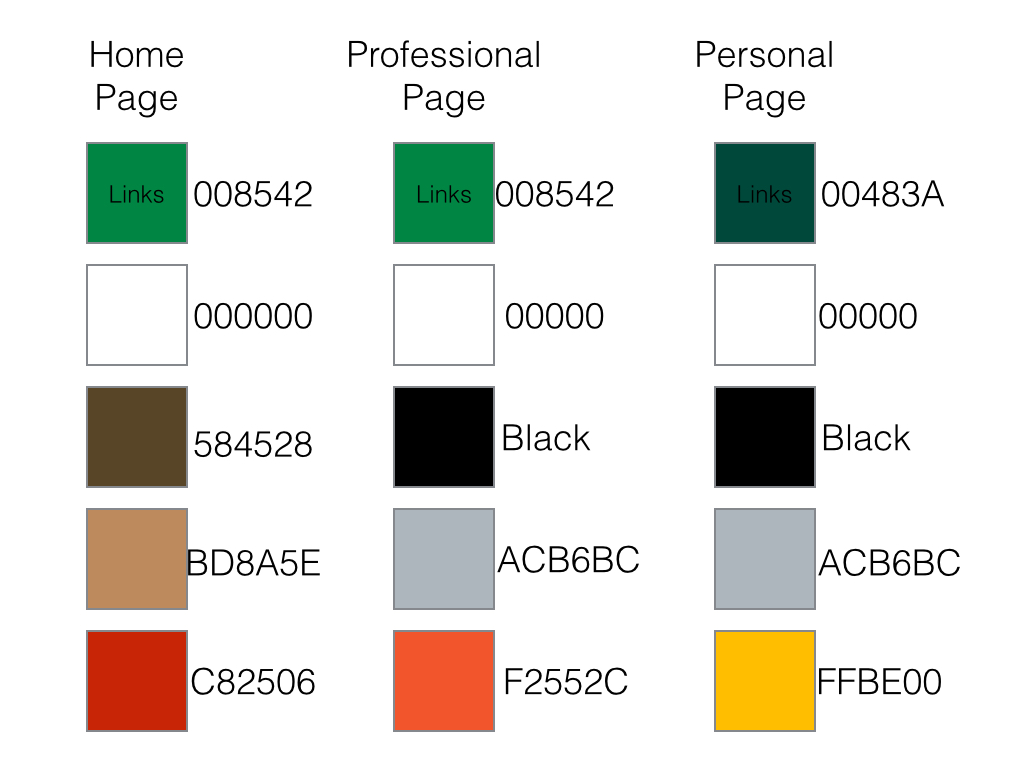 Home
Page
Professional
Page
Personal
Page
Links 008542
Links 008542
Links 00483A
000000
00000
00000
584528
Black
Black
BD8A5E
ACB6BC
ACB6BC
C82506
F2552C
FFBE00